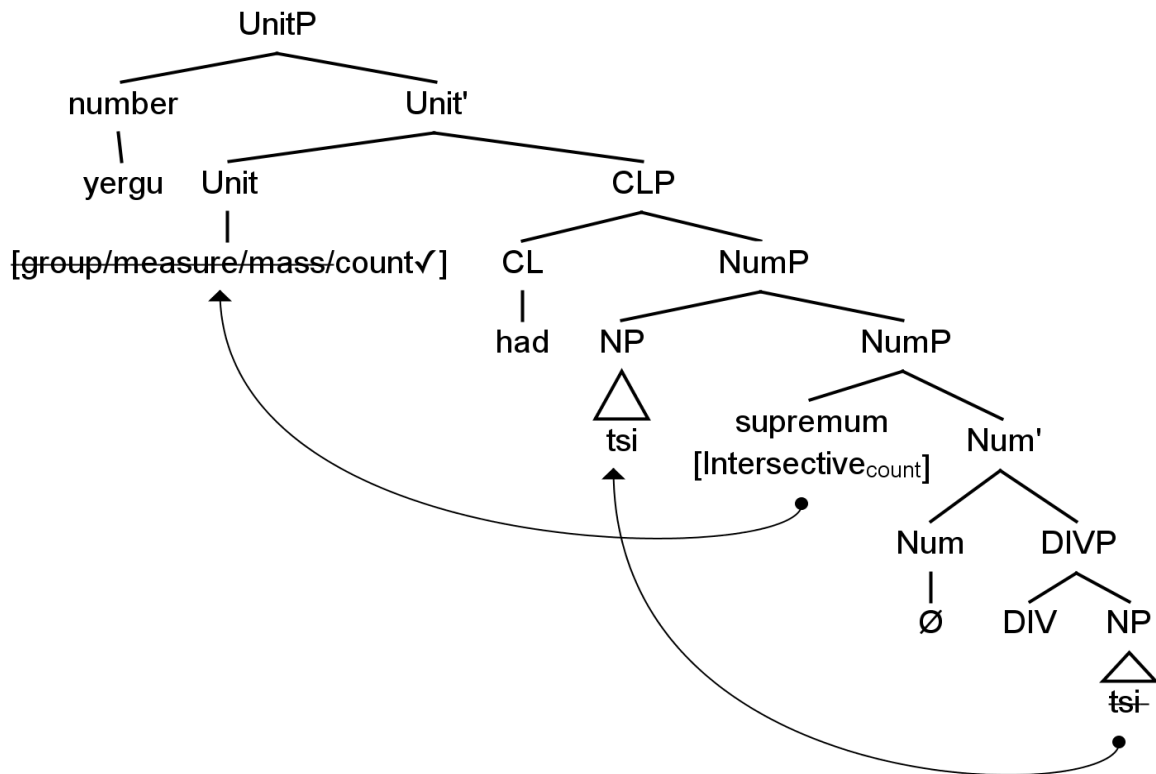 UnitP
number Unit'
yergu Unit CLP
[group/measure/mass/count✓] CL NumP
had NP NumP
tsi supremum Num'
[Intersective_count]
Num DIVP
Ø DIV NP
tsi